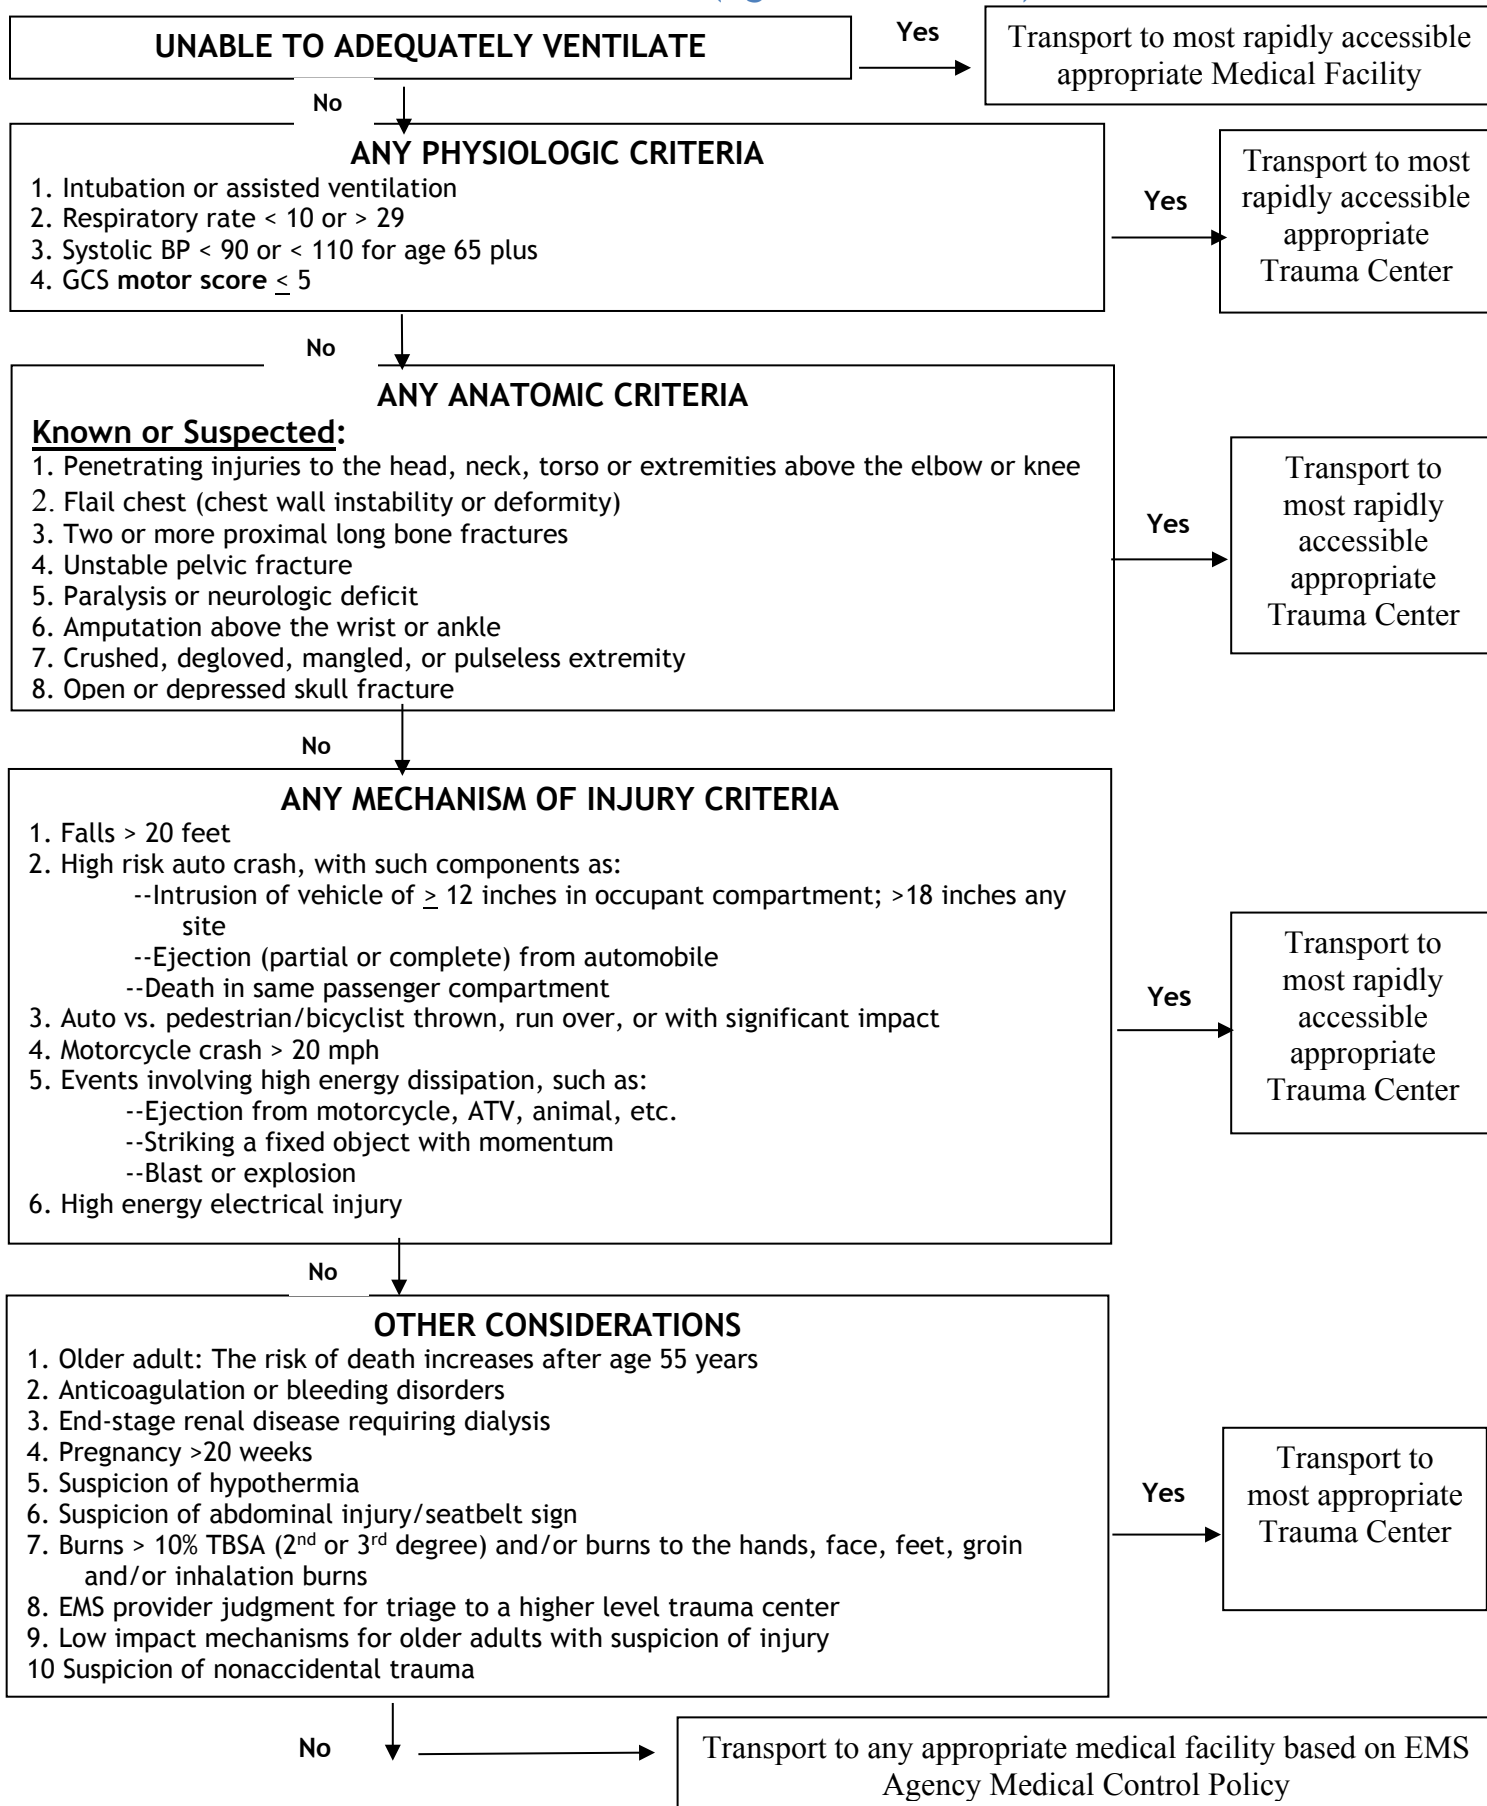 UNABLE TO ADEQUATELY VENTILATE
Yes
Transport to most rapidly accessible
appropriate Medical Facility
No
ANY PHYSIOLOGIC CRITERIA
1. Intubation or assisted ventilation
2. Respiratory rate < 10 or > 29
3. Systolic BP < 90 or < 110 for age 65 plus
4. GCS motor score ≤ 5
Yes
Transport to most
rapidly accessible
appropriate
Trauma Center
No
ANY ANATOMIC CRITERIA
Known or Suspected:
1. Penetrating injuries to the head, neck, torso or extremities above the elbow or knee
2. Flail chest (chest wall instability or deformity)
3. Two or more proximal long bone fractures
4. Unstable pelvic fracture
5. Paralysis or neurologic deficit
6. Amputation above the wrist or ankle
7. Crushed, degloved, mangled, or pulseless extremity
8. Open or depressed skull fracture
Yes
Transport to
most rapidly
accessible
appropriate
Trauma Center
No
ANY MECHANISM OF INJURY CRITERIA
1. Falls > 20 feet
2. High risk auto crash, with such components as:
--Intrusion of vehicle of ≥ 12 inches in occupant compartment; >18 inches any
site
--Ejection (partial or complete) from automobile
--Death in same passenger compartment
3. Auto vs. pedestrian/bicyclist thrown, run over, or with significant impact
4. Motorcycle crash > 20 mph
5. Events involving high energy dissipation, such as:
--Ejection from motorcycle, ATV, animal, etc.
--Striking a fixed object with momentum
--Blast or explosion
6. High energy electrical injury
Yes
Transport to
most rapidly
accessible
appropriate
Trauma Center
No
OTHER CONSIDERATIONS
1. Older adult: The risk of death increases after age 55 years
2. Anticoagulation or bleeding disorders
3. End-stage renal disease requiring dialysis
4. Pregnancy >20 weeks
5. Suspicion of hypothermia
6. Suspicion of abdominal injury/seatbelt sign
7. Burns > 10% TBSA (2nd or 3rd degree) and/or burns to the hands, face, feet, groin
and/or inhalation burns
8. EMS provider judgment for triage to a higher level trauma center
9. Low impact mechanisms for older adults with suspicion of injury
10 Suspicion of nonaccidental trauma
Yes
Transport to
most appropriate
Trauma Center
No
Transport to any appropriate medical facility based on EMS
Agency Medical Control Policy